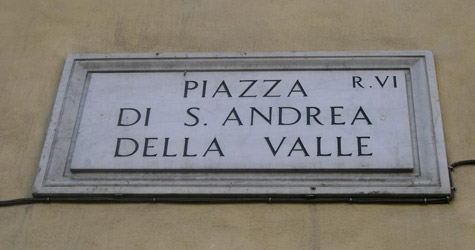 PIAZZA R.VI
DI S. ANDREA
DELLA VALLE